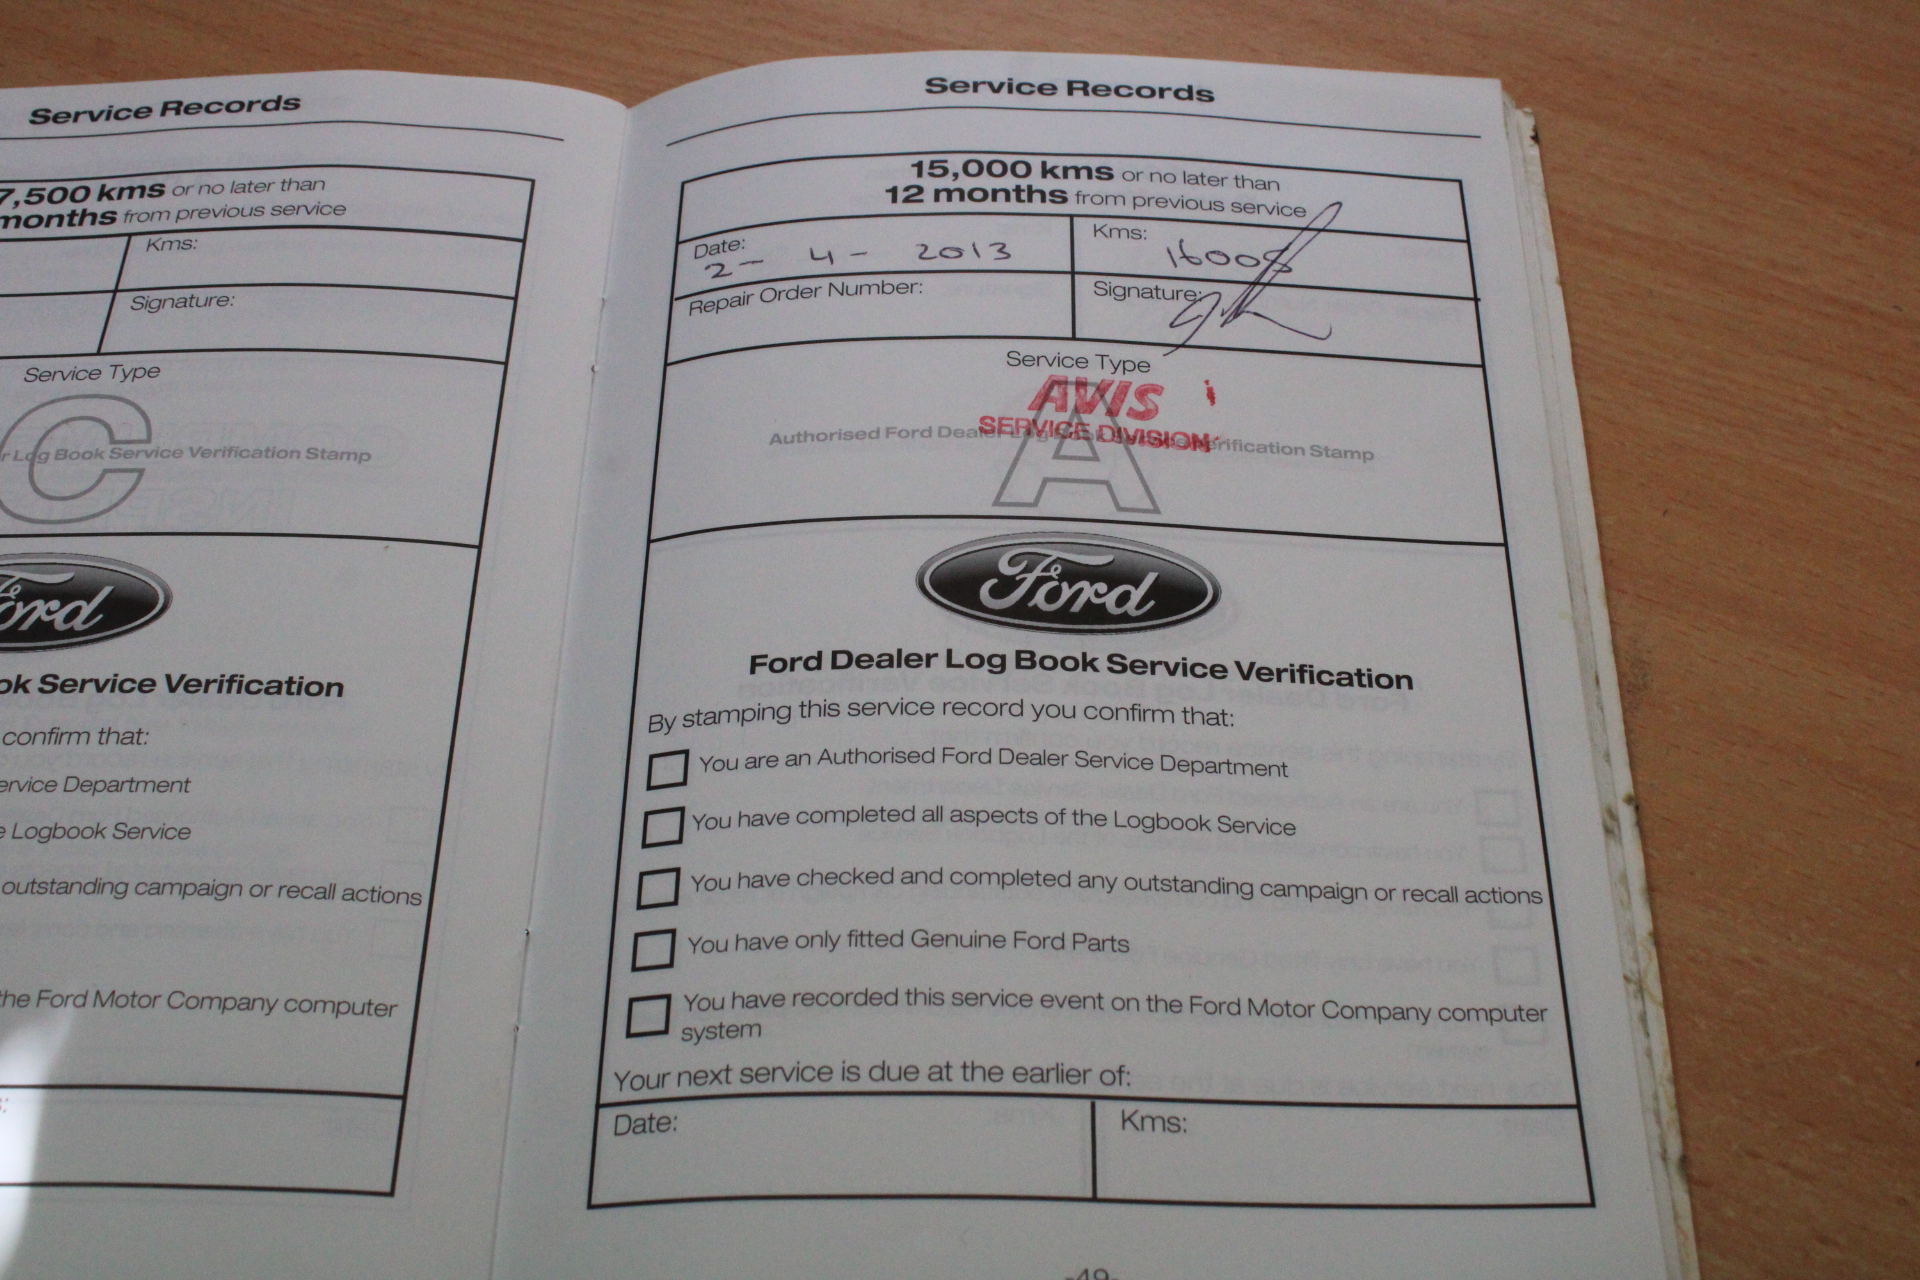 Service Records
7,500 kms or no later than
months from previous service
Kms:
Signature:
Service Type
C
r Log Book Service Verification Stamp
Ford
ok Service Verification
confirm that:
ervice Department
e Logbook Service
outstanding campaign or recall actions
the Ford Motor Company computer
Service Records
15,000 kms or no later than
12 months from previous service
Date: 2 - 4 - 2013
Kms: 16008
Repair Order Number:
Signature:
Service Type
AVIS
SERVICE DIVISION
A
Authorised Ford Dealer Log Book Service Verification Stamp
Ford
Ford Dealer Log Book Service Verification
By stamping this service record you confirm that:
You are an Authorised Ford Dealer Service Department
You have completed all aspects of the Logbook Service
You have checked and completed any outstanding campaign or recall actions
You have only fitted Genuine Ford Parts
You have recorded this service event on the Ford Motor Company computer
system
Your next service is due at the earlier of:
Date:
Kms:
-49-